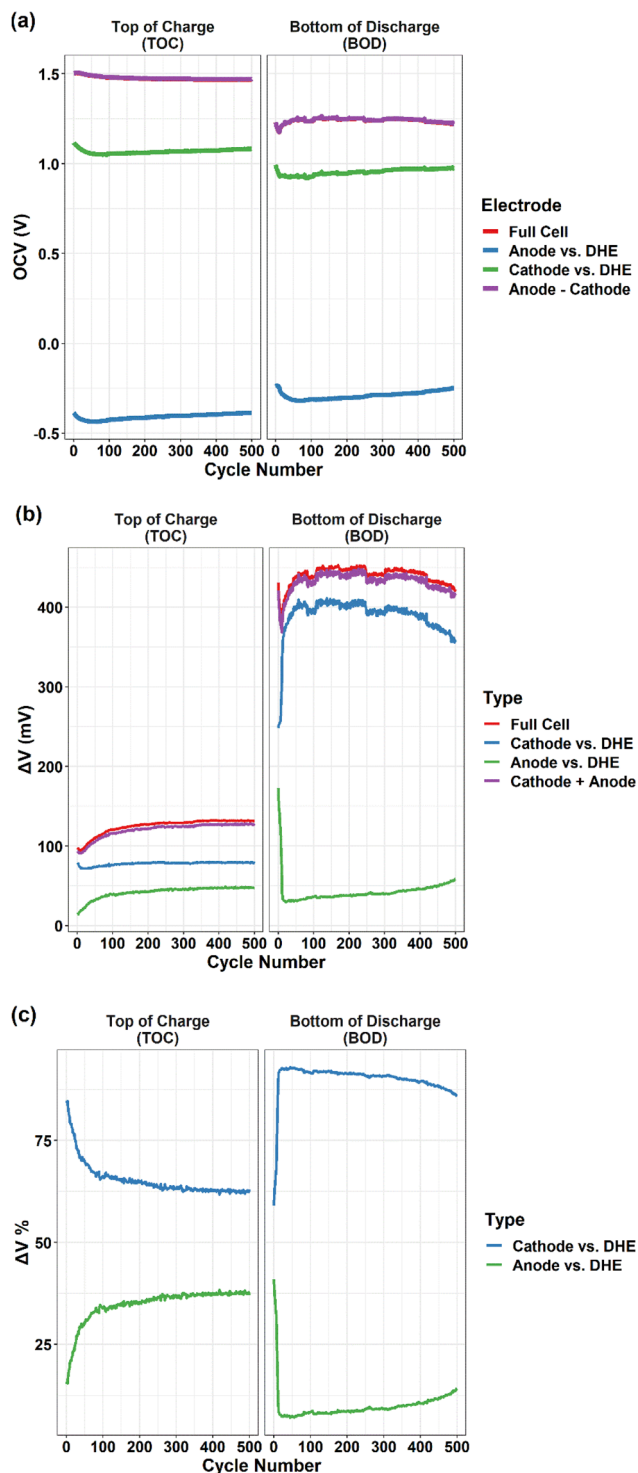 (a)
Top of Charge
(TOC)
Bottom of Discharge
(BOD)
OCV (V)
1.5
1.0
0.5
0.0
-0.5
0 100 200 300 400 500
0 100 200 300 400 500
Cycle Number
Electrode
Full Cell
Anode vs. DHE
Cathode vs. DHE
Anode - Cathode
(b)
Top of Charge
(TOC)
Bottom of Discharge
(BOD)
ΔV (mV)
400
300
200
100
0
0 100 200 300 400 500
0 100 200 300 400 500
Cycle Number
Type
Full Cell
Cathode vs. DHE
Anode vs. DHE
Cathode + Anode
(c)
Top of Charge
(TOC)
Bottom of Discharge
(BOD)
ΔV %
75
50
25
0 100 200 300 400 500
0 100 200 300 400 500
Cycle Number
Type
Cathode vs. DHE
Anode vs. DHE